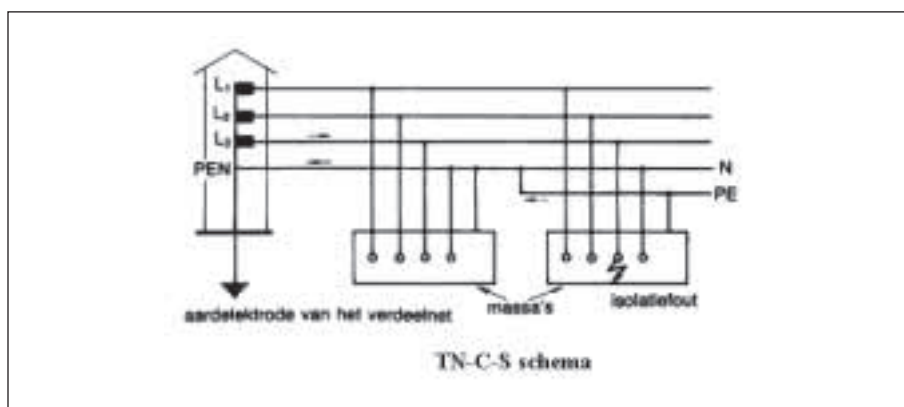 L₁
L₂
L₃
PEN
N
PE
massa's
isolatiefout
aardelektrode van het verdeelnet
TN-C-S schema